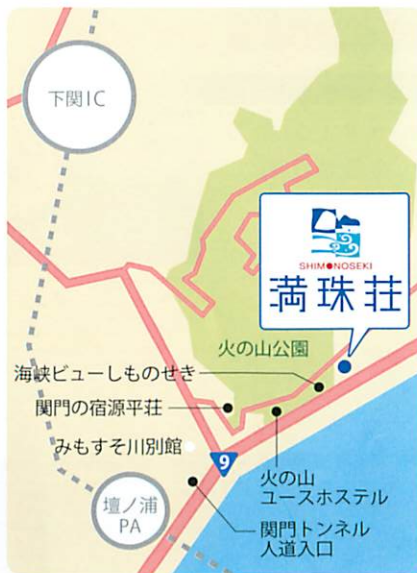 下関IC
SHIMONOSEKI
満珠荘
火の山公園
海峡ビューしものせき
関門の宿源平荘
みもすそ川別館
9
火の山
ユースホステル
壇ノ浦
PA
関門トンネル
人道入口